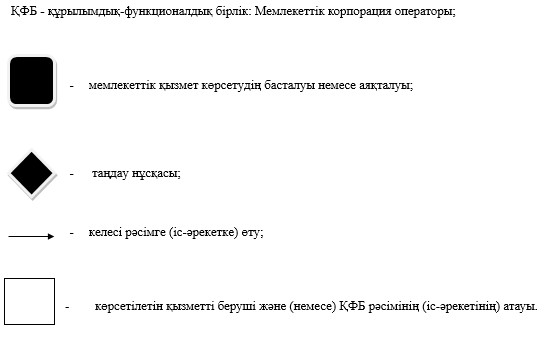 ҚФБ - құрылымдық-функционалдық бірлік: Мемлекеттік корпорация операторы;
- мемлекеттік қызмет көрсетудің басталуы немесе аяқталуы;
- таңдау нұсқасы;
- келесі рәсімге (іс-әрекетке) өту;
- көрсетілетін қызметті беруші және (немесе) ҚФБ рәсімінің (іс-әрекетінің) атауы.